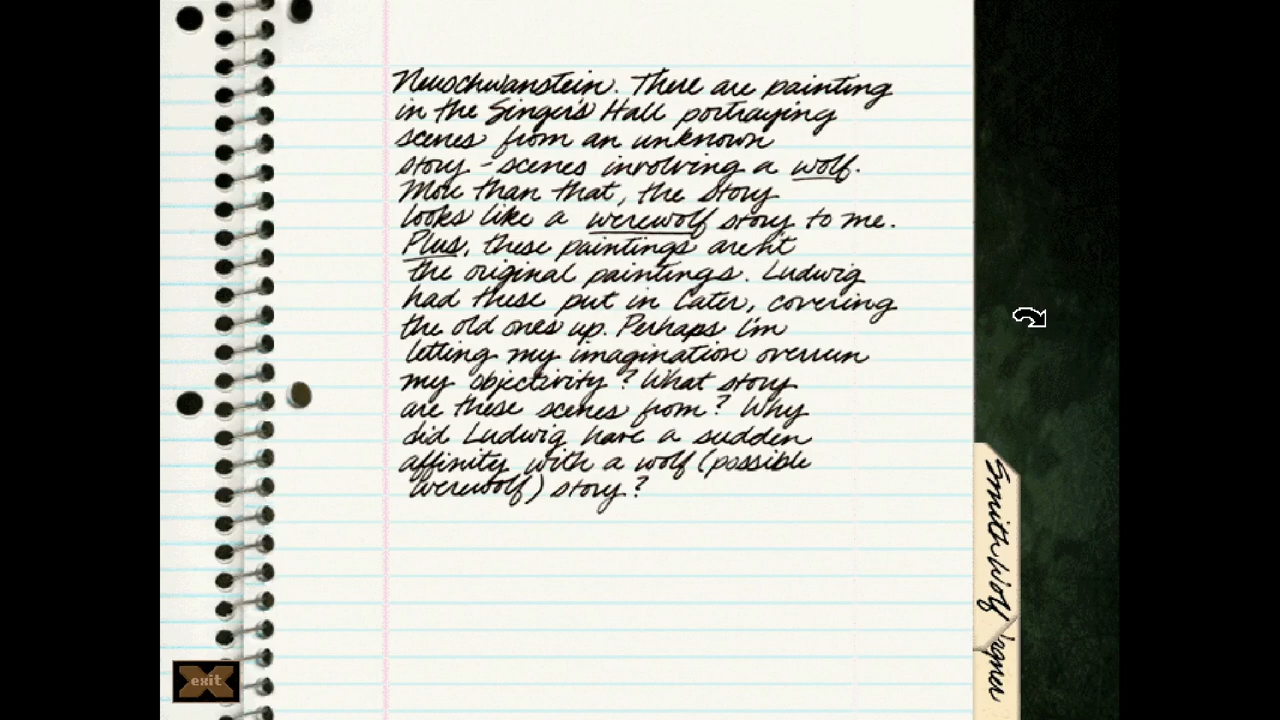 Neuschwanstein. There are painting
in the Singer's Hall portraying
scenes from an unknown
story - scenes involving a wolf.
More than that, the story
looks like a werewolf story to me.
Plus, these paintings aren't
the original paintings. Ludwig
had these put in later, covering
the old ones up. Perhaps I'm
letting my imagination overrun
my objectivity? What story
are these scenes from? Why
did Ludwig have a sudden
affinity with a wolf (possible
werewolf) story?
Smith Wolf
exit